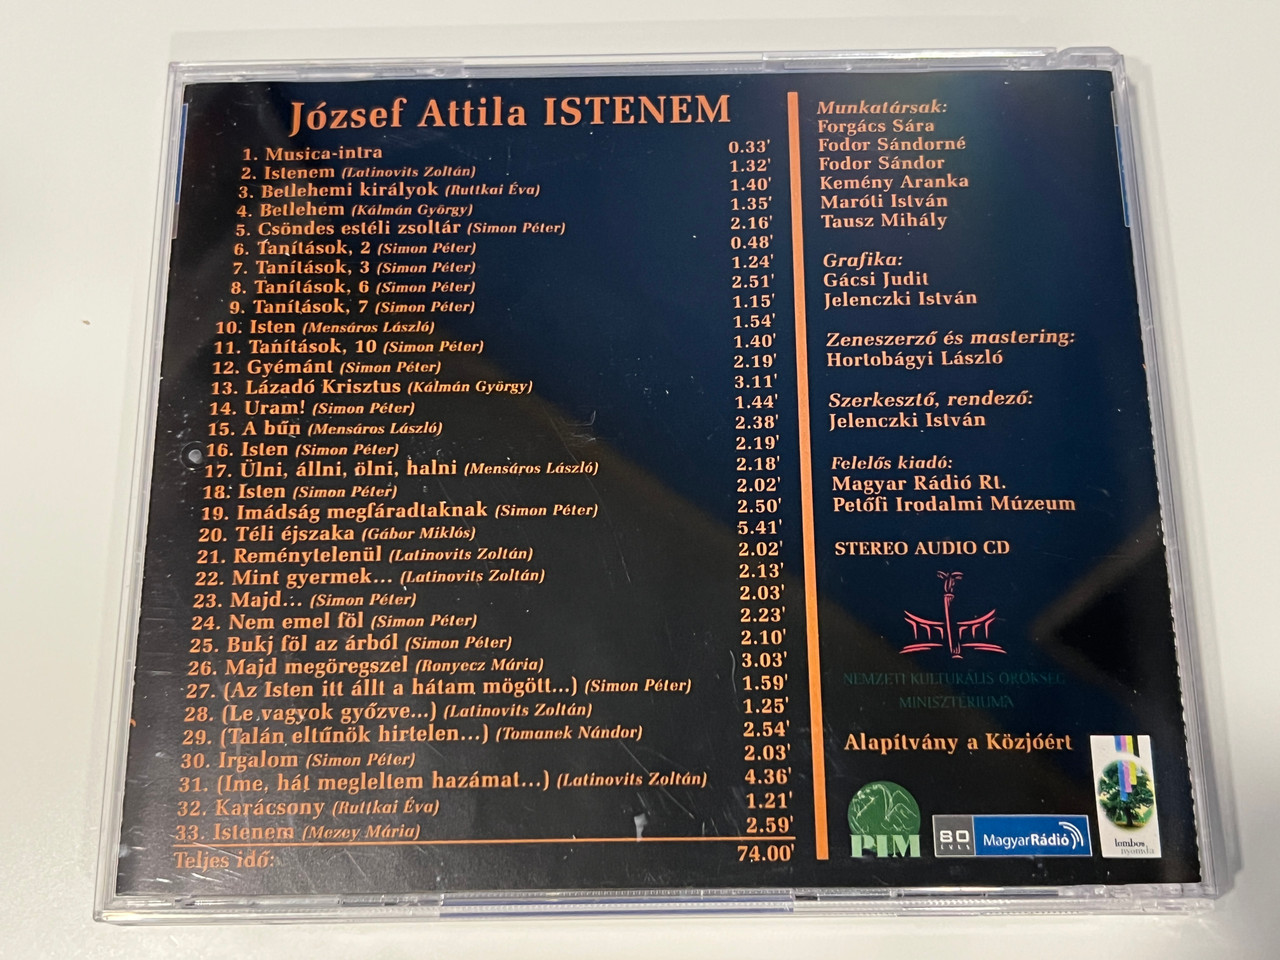 József Attila ISTENEM
1. Musica-intra 0.33'
2. Istenem (Latinovits Zoltán) 1.32'
3. Betlehemi királyok (Ruttkai Éva) 1.40'
4. Betlehem (Kálmán György) 1.35'
5. Csöndes estéli zsoltár (Simon Péter) 2.16'
6. Tanítások, 2 (Simon Péter) 0.48'
7. Tanítások, 3 (Simon Péter) 1.24'
8. Tanítások, 6 (Simon Péter) 2.51'
9. Tanítások, 7 (Simon Péter) 1.15'
10. Isten (Mensáros László) 1.54'
11. Tanítások, 10 (Simon Péter) 1.40'
12. Gyémánt (Simon Péter) 2.19'
13. Lázadó Krisztus (Kálmán György) 3.11'
14. Uram! (Simon Péter) 1.44'
15. A bűn (Mensáros László) 2.38'
16. Isten (Simon Péter) 2.19'
17. Ülni, állni, ölni, halni (Mensáros László) 2.18'
18. Isten (Simon Péter) 2.02'
19. Imádság megfáradtaknak (Simon Péter) 2.50'
20. Téli éjszaka (Gábor Miklós) 5.41'
21. Reménytelenül (Latinovits Zoltán) 2.02'
22. Mint gyermek... (Latinovits Zoltán) 2.13'
23. Majd... (Simon Péter) 2.03'
24. Nem emel föl (Simon Péter) 2.23'
25. Bukj föl az árból (Simon Péter) 2.10'
26. Majd megöregszel (Ronyecz Mária) 3.03'
27. (Az Isten itt állt a hátam mögött...) (Simon Péter) 1.59'
28. (Le vagyok győzve...) (Latinovits Zoltán) 1.25'
29. (Talán eltűnök hirtelen...) (Tomanek Nándor) 2.54'
30. Irgalom (Simon Péter) 2.03'
31. (Ime, hát megleltem hazámat...) (Latinovits Zoltán) 4.36'
32. Karácsony (Ruttkai Éva) 1.21'
33. Istenem (Mezey Mária) 2.59'
Teljes idő: 74.00'
Munkatársak:
Forgács Sára
Fodor Sándorné
Fodor Sándor
Kemény Aranka
Maróti István
Tausz Mihály
Grafika:
Gácsi Judit
Jelenczki István
Zeneszerző és mastering:
Hortobágyi László
Szerkesztő, rendező:
Jelenczki István
Felelős kiadó:
Magyar Rádió Rt.
Petőfi Irodalmi Múzeum
STEREO AUDIO CD
NEMZETI KULTURÁLIS ÖRÖKSÉG
MINISZTÉRIUMA
Alapítvány a Közjóért
PIM
80
ÉVES
MagyarRádió
lombos
nyomda